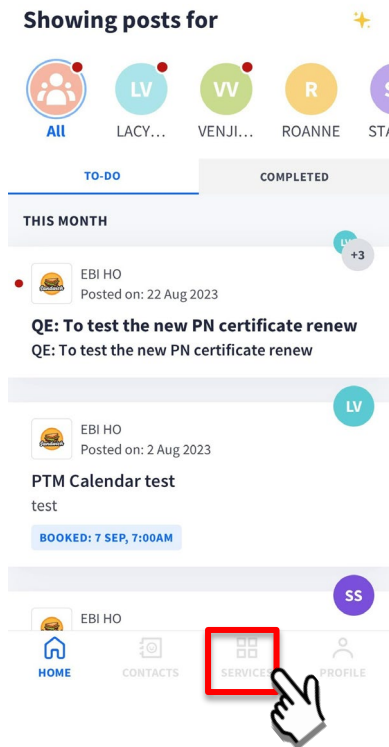 Showing posts for
LV
VV
R
All
LACY...
VENJI...
ROANNE
TO-DO
COMPLETED
THIS MONTH
+3
EBI HO
Posted on: 22 Aug 2023
QE: To test the new PN certificate renew
QE: To test the new PN certificate renew
LV
EBI HO
Posted on: 2 Aug 2023
PTM Calendar test
test
BOOKED: 7 SEP, 7:00AM
SS
EBI HO
HOME
CONTACTS
SERVICES
PROFILE